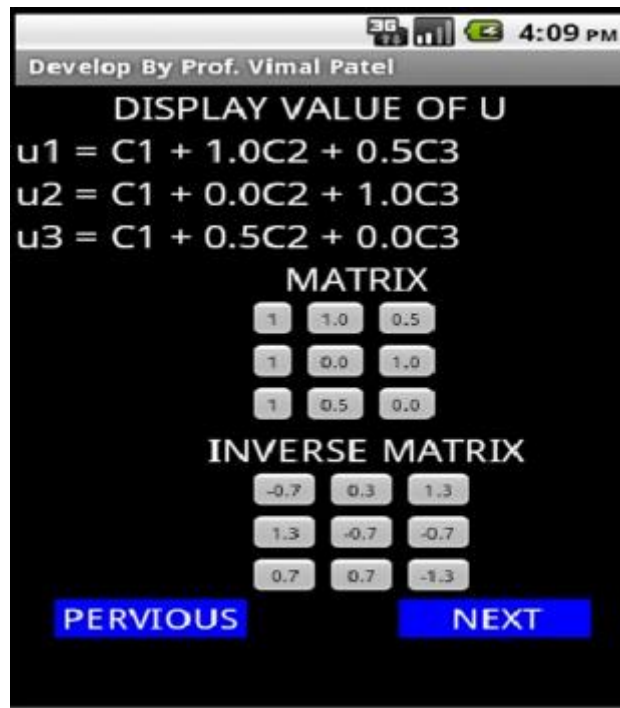 3G 4:09 PM
Develop By Prof. Vimal Patel
DISPLAY VALUE OF U
u1 = C1 + 1.0C2 + 0.5C3
u2 = C1 + 0.0C2 + 1.0C3
u3 = C1 + 0.5C2 + 0.0C3
MATRIX
1 1.0 0.5
1 0.0 1.0
1 0.5 0.0
INVERSE MATRIX
-0.7 0.3 1.3
1.3 -0.7 -0.7
0.7 0.7 -1.3
PERVIOUS NEXT